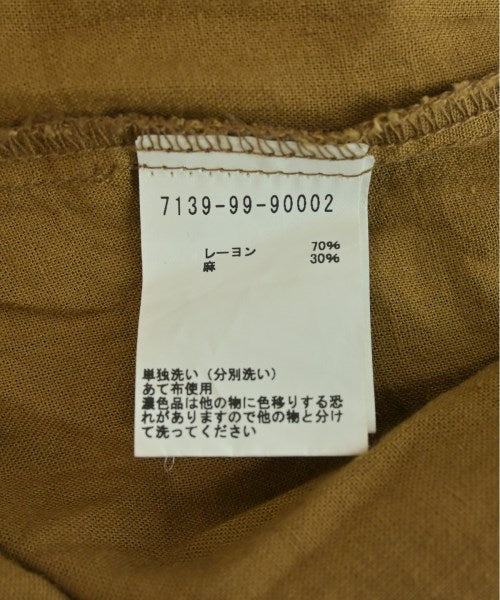 7139-99-90002
レーヨン 70%
麻 30%
単独洗い（分別洗い）
あて布使用
濃色品は他の物に色移りする恐
れがありますので他の物と分け
て洗ってください